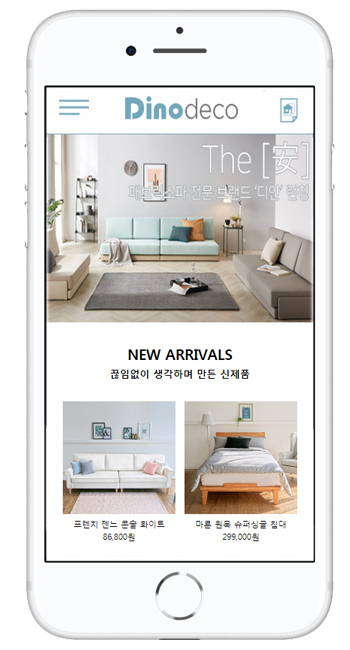 Dinodeco
The [安]
패브릭소파 전문 브랜드 '디안' 런칭
NEW ARRIVALS
끊임없이 생각하며 만든 신제품
프렌치 젠느 콘솔 화이트
86,800원
마론 원목 슈퍼싱글 침대
299,000원